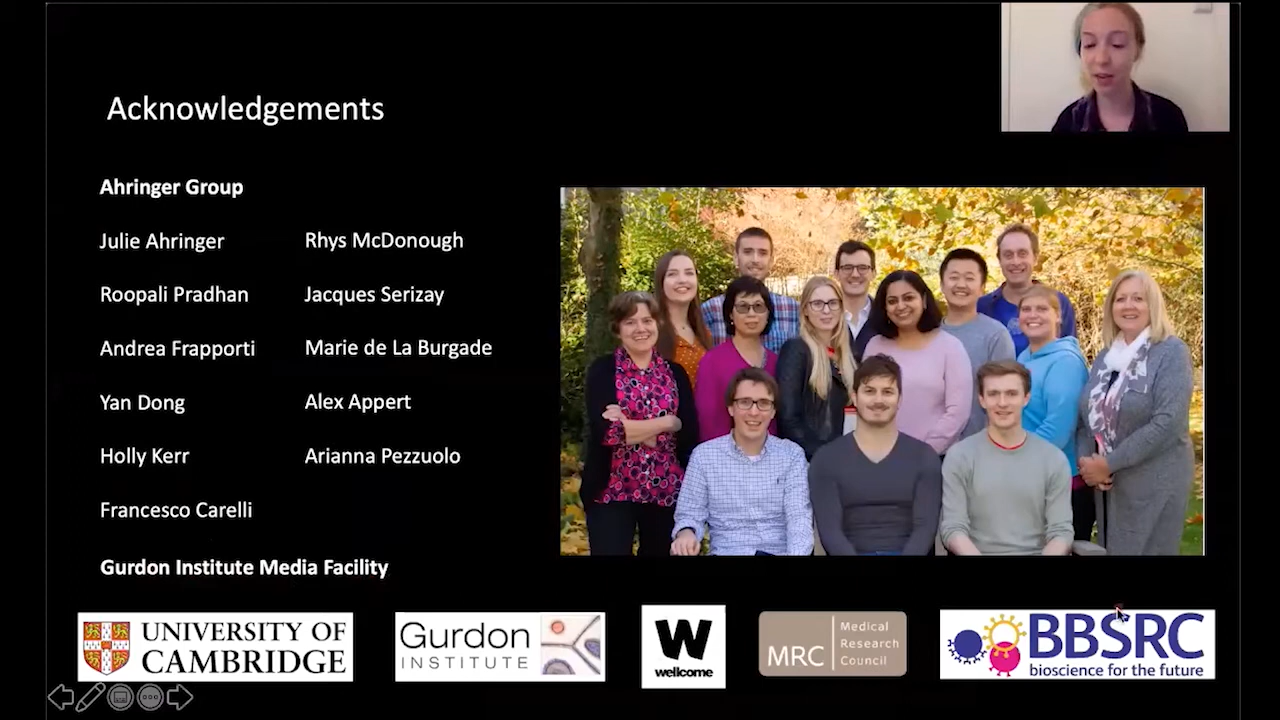 Acknowledgements
Ahringer Group
Julie Ahringer
Rhys McDonough
Roopali Pradhan
Jacques Serizay
Andrea Frapporti
Marie de La Burgade
Yan Dong
Alex Appert
Holly Kerr
Arianna Pezzuolo
Francesco Carelli
Gurdon Institute Media Facility
UNIVERSITY OF
CAMBRIDGE
Gurdon
INSTITUTE
W
wellcome
MRC
Medical
Research
Council
BBSRC
bioscience for the future